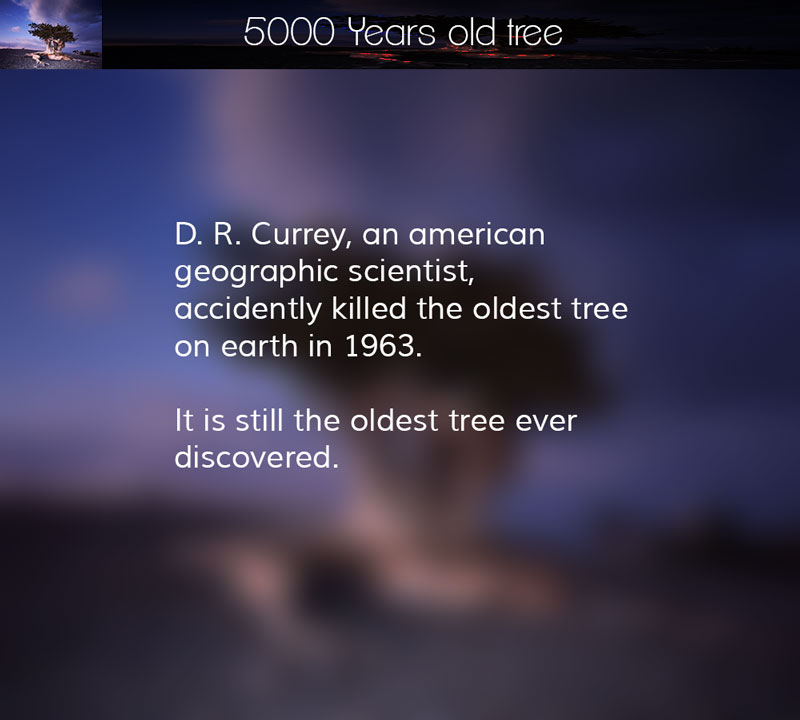 5000 Years old tree
D. R. Currey, an american
geographic scientist,
accidently killed the oldest tree
on earth in 1963.
It is still the oldest tree ever
discovered.